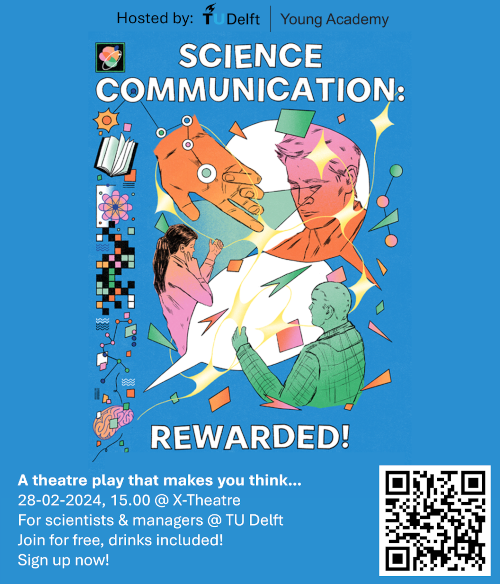 Hosted by: TU Delft | Young Academy
SCIENCE
COMMUNICATION:
REWARDED!
A theatre play that makes you think...
28-02-2024, 15.00 @ X-Theatre
For scientists & managers @ TU Delft
Join for free, drinks included!
Sign up now!